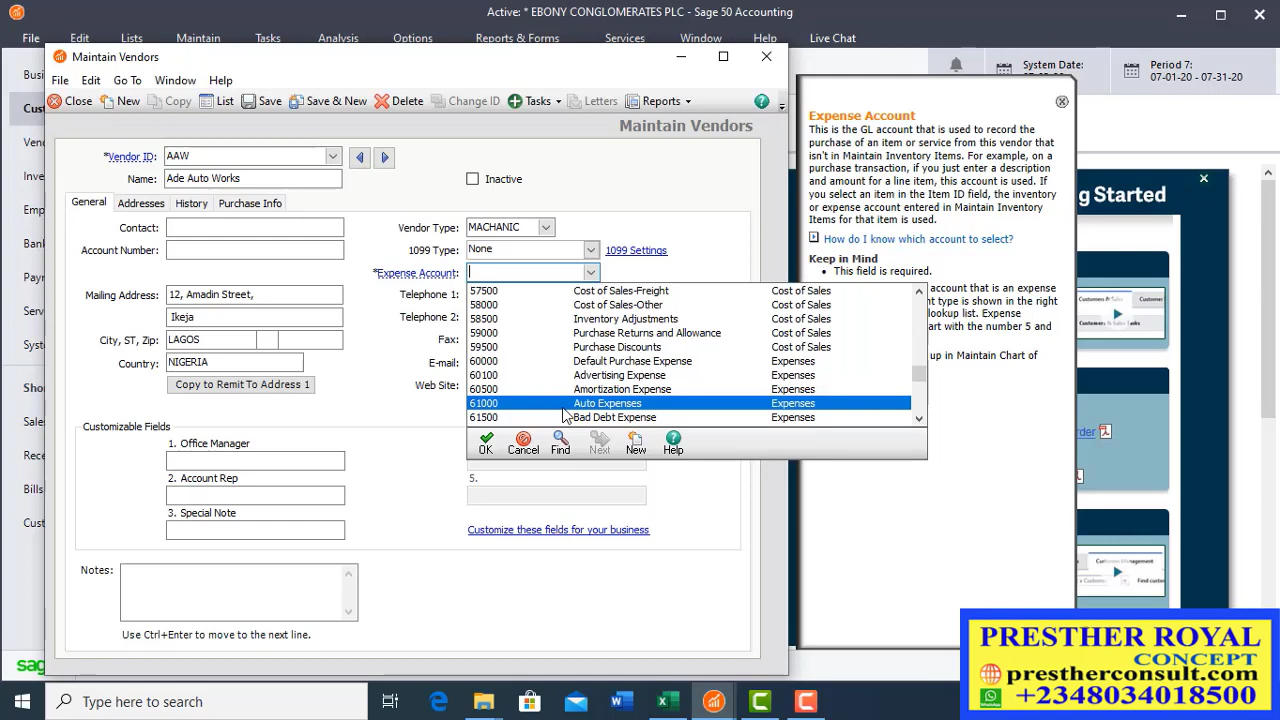 Active: * EBONY CONGLOMERATES PLC - Sage 50 Accounting
File Edit Lists Maintain Tasks Analysis Options Reports & Forms Services Window Help Live Chat
Maintain Vendors
File Edit Go To Window Help
Close New Copy List Save Save & New Delete Change ID Tasks Letters Reports
Maintain Vendors
*Vendor ID: AAW
Name: Ade Auto Works
Inactive
General Addresses History Purchase Info
Contact:
Account Number:
Mailing Address: 12, Amadin Street,
Ikeja
City, ST, Zip: LAGOS
Country: NIGERIA
Copy to Remit To Address 1
Vendor Type: MACHANIC
1099 Type: None 1099 Settings
*Expense Account:
Telephone 1:
Telephone 2:
Fax:
E-mail:
Web Site:
57500 Cost of Sales-Freight Cost of Sales
58000 Cost of Sales-Other Cost of Sales
58500 Inventory Adjustments Cost of Sales
59000 Purchase Returns and Allowance Cost of Sales
59500 Purchase Discounts Cost of Sales
60000 Default Purchase Expense Expenses
60100 Advertising Expense Expenses
60500 Amortization Expense Expenses
61000 Auto Expenses Expenses
61500 Bad Debt Expense Expenses
OK Cancel Find Next New Help
Customizable Fields
1. Office Manager
2. Account Rep
3. Special Note
5.
Customize these fields for your business
Notes:
Use Ctrl+Enter to move to the next line.
System Date:
Period 7:
07-01-20 - 07-31-20
Expense Account
This is the GL account that is used to record the
purchase of an item or service from this vendor that
isn't in Maintain Inventory Items. For example, on a
purchase transaction, if you just enter a description
and amount for a line item, this account is used. If
you select an item in the Item ID field, the inventory
or expense account entered in Maintain Inventory
Items for that item is used.
How do I know which account to select?
Keep in Mind
• This field is required.
account that is an expense
nt type is shown in the right
lookup list. Expense
art with the number 5 and
up in Maintain Chart of
g Started
Type here to search
PRESTHER ROYAL
CONCEPT
prestherconsult.com
+2348034018500